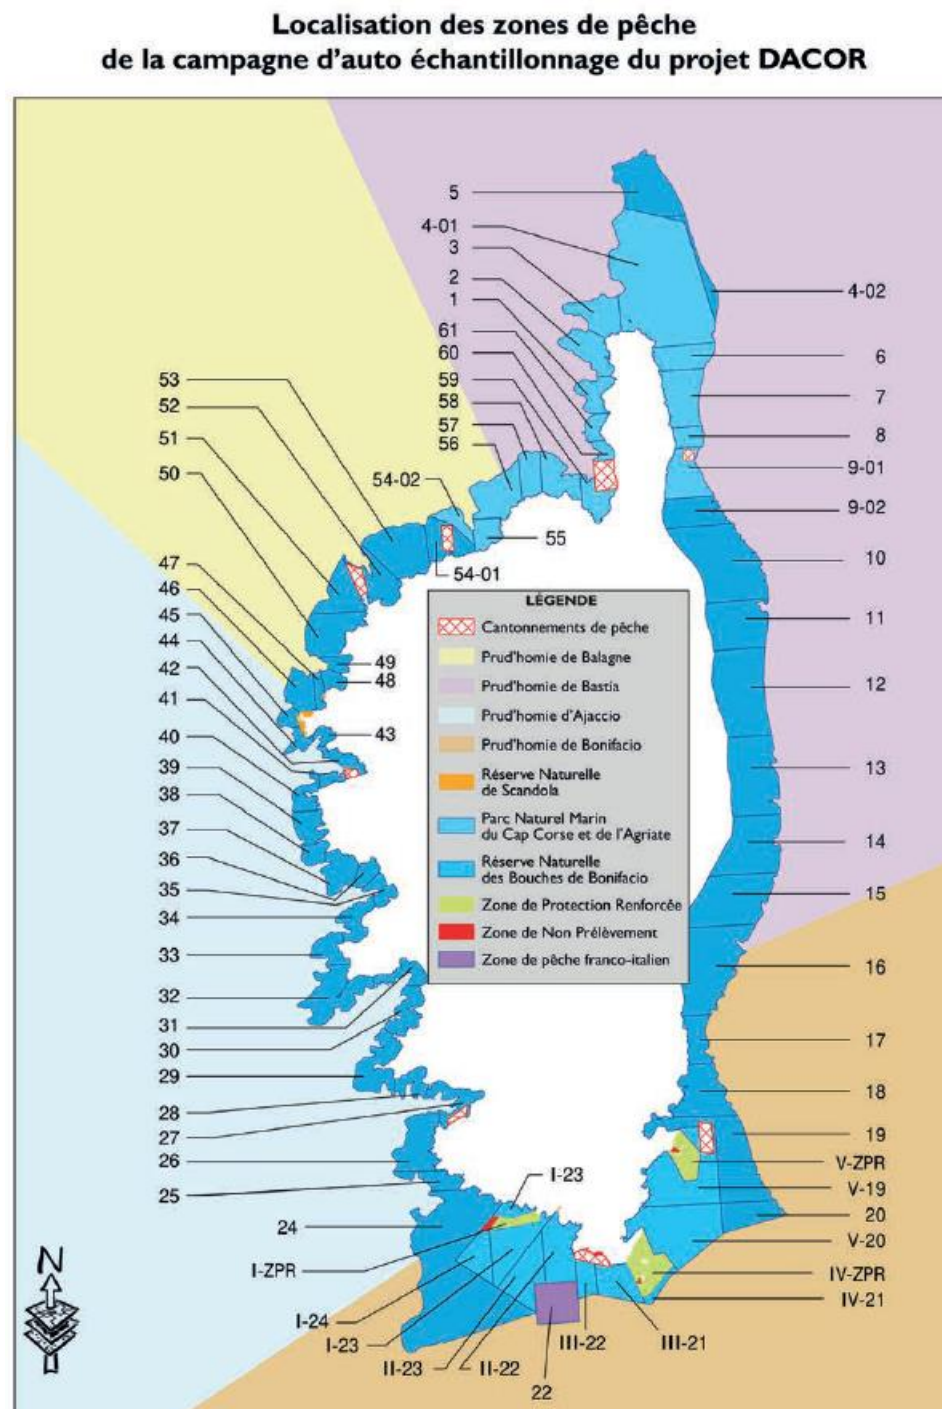 Localisation des zones de pêche
de la campagne d'auto échantillonnage du projet DACOR
5
4-01
3
2
1
61
60
59
58
57
56
54-02
53
52
51
50
47
46
45
44
42
41
40
39
38
37
36
35
34
33
32
31
30
29
28
27
26
25
24
I-ZPR
I-24
I-23
II-23
II-22
22
III-22
III-21
I-23
55
54-01
49
48
43
4-02
6
7
8
9-01
9-02
10
11
12
13
14
15
16
17
18
19
V-ZPR
V-19
20
V-20
IV-ZPR
IV-21
LÉGENDE
Cantonnements de pêche
Prud'homie de Balagne
Prud'homie de Bastia
Prud'homie d'Ajaccio
Prud'homie de Bonifacio
Réserve Naturelle
de Scandola
Parc Naturel Marin
du Cap Corse et de l'Agriate
Réserve Naturelle
des Bouches de Bonifacio
Zone de Protection Renforcée
Zone de Non Prélèvement
Zone de pêche franco-italien
N